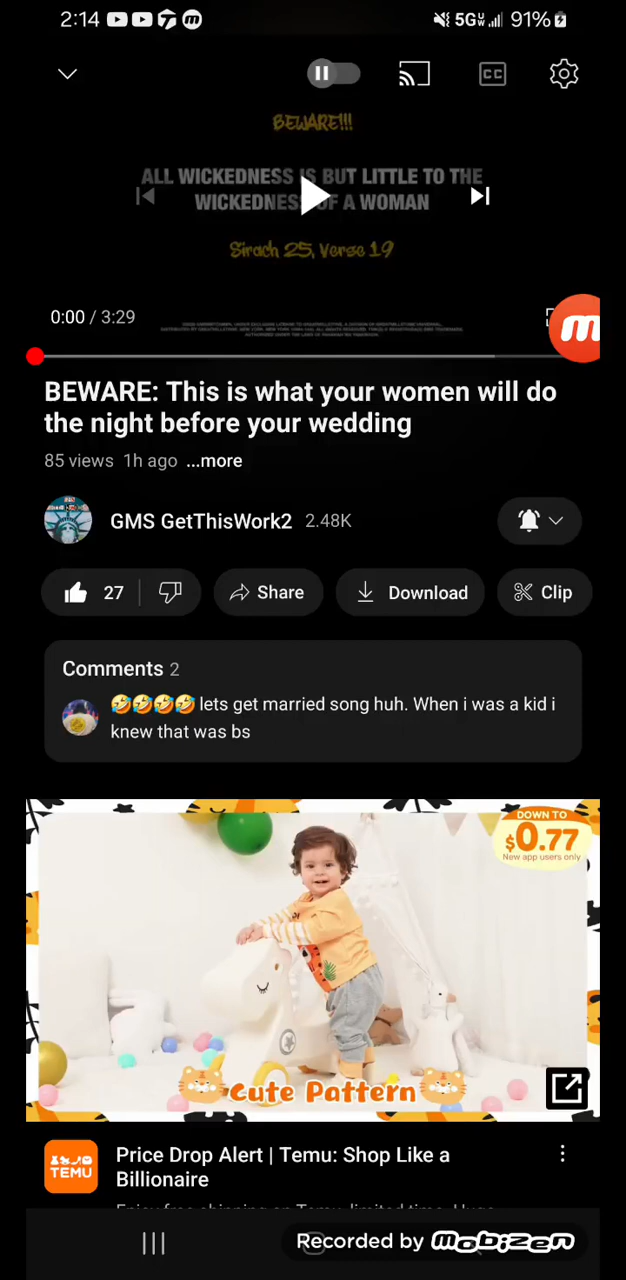 2:14
5G
91%
CC
BEWARE!!!
ALL WICKEDNESS IS BUT LITTLE TO THE
WICKEDNESS OF A WOMAN
Sirach 25, Verse 19
0:00 / 3:29
m
BEWARE: This is what your women will do
the night before your wedding
85 views 1h ago ...more
GMS GetThisWork2 2.48K
27
Share
Download
Clip
Comments 2
🤣🤣🤣🤣 lets get married song huh. When i was a kid i
knew that was bs
DOWN TO
$0.77
New app users only
Cute Pattern
TEMU
Price Drop Alert | Temu: Shop Like a
Billionaire
Recorded by mobizen